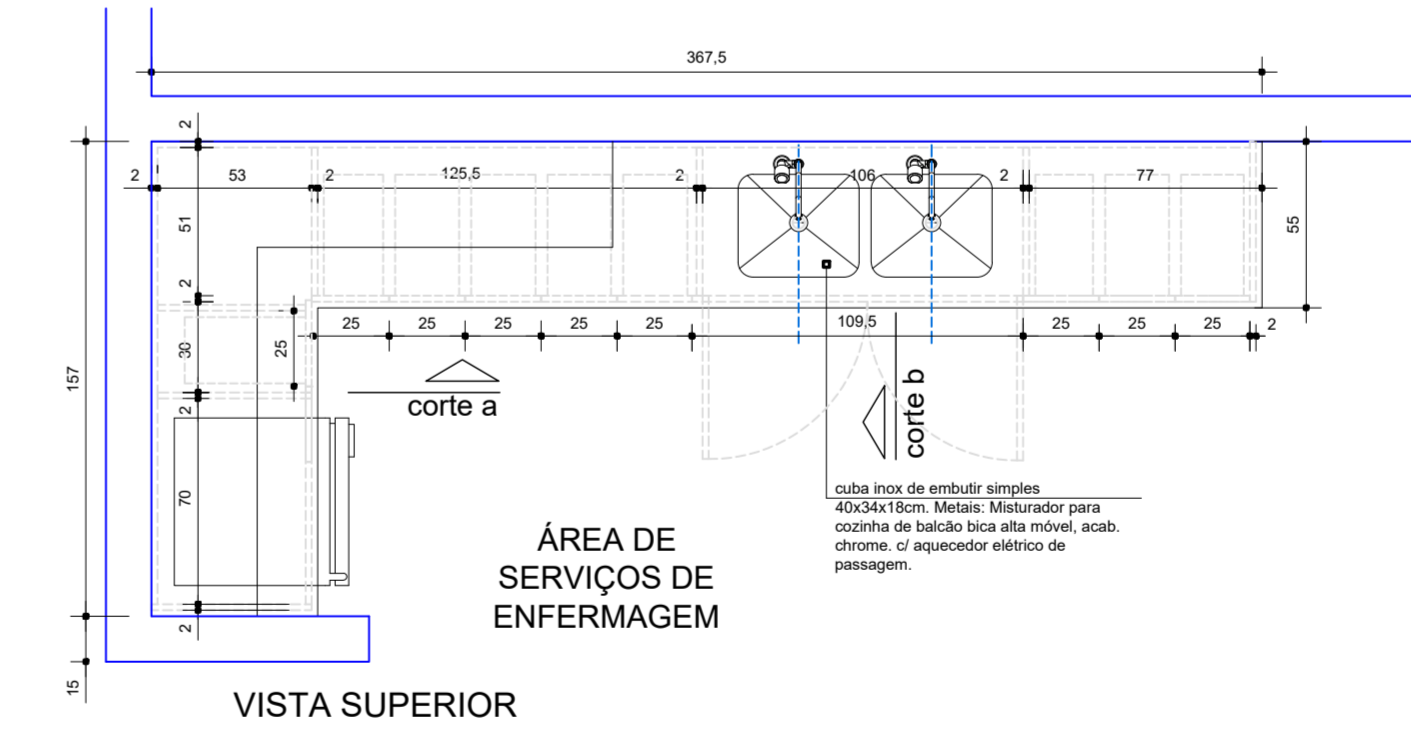 367,5
2
2
53
2
125,5
2
106
2
77
51
55
2
25
25
25
25
25
109,5
25
25
25
2
30
25
157
corte a
corte b
2
70
cuba inox de embutir simples
40x34x18cm. Metais: Misturador para
cozinha de balcão bica alta móvel, acab.
chrome. c/ aquecedor elétrico de
passagem.
ÁREA DE
SERVIÇOS DE
ENFERMAGEM
2
15
VISTA SUPERIOR